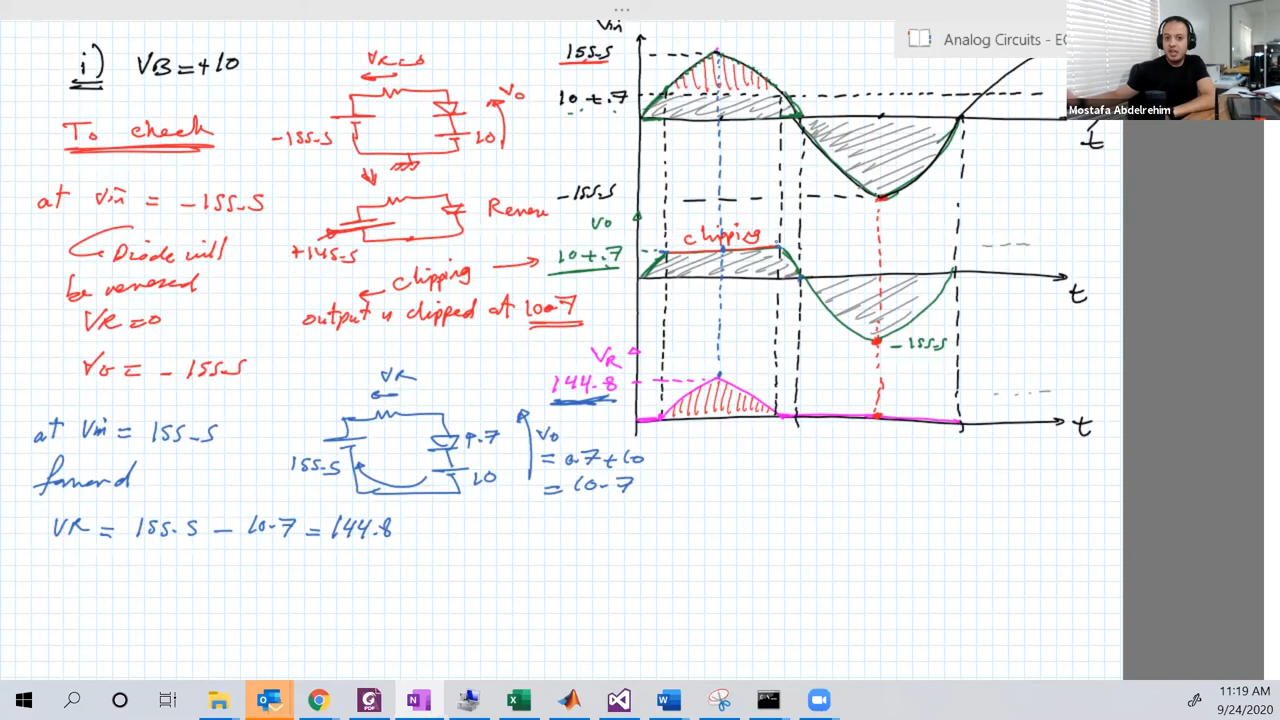 i) VB = +10
To check
at Vin = -155.5
Diode will
be reversed
VR = 0
Vo = - 155.5
at Vin = 155.5
forward
VR = 155.5 - 10.7 = 144.8
VR = 0
Vo
-155.5
10
Reverse
+145.5
clipping
output is clipped at 10.7
VR
155.5
0.7
10
Vo
= 0.7 + 10
= 10.7
Vin
155.5
10 + .7
-155.5
t
Vo
10 + .7
clipping
-155.5
t
VR
144.8
t
Analog Circuits - EC
Mostafa Abdelrehim
11:19 AM
9/24/2020